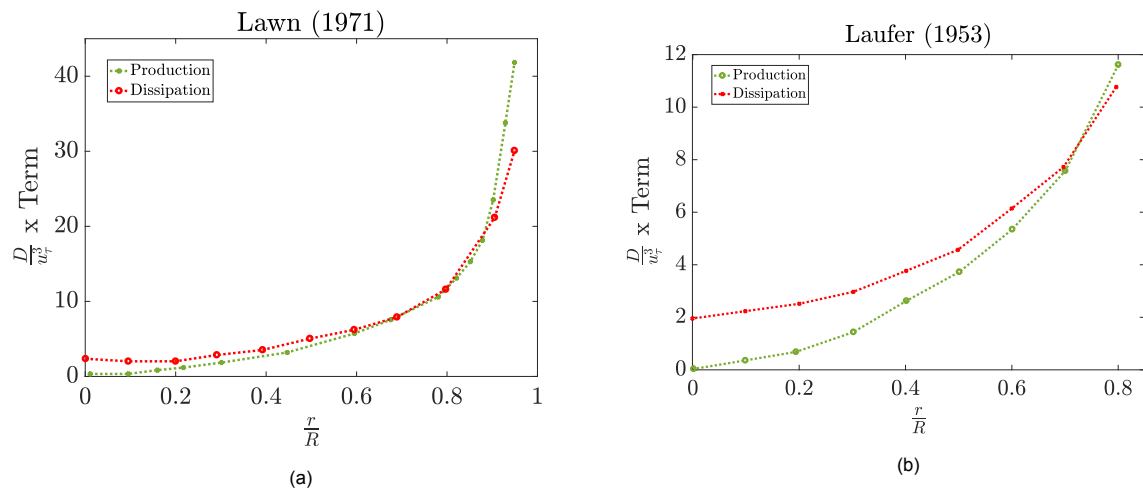 Lawn (1971)
40
30
20
10
0
Production
Dissipation
D/w_τ^3 x Term
0 0.2 0.4 0.6 0.8 1
r/R
(a)
Laufer (1953)
12
10
8
6
4
2
0
Production
Dissipation
D/w_τ^3 x Term
0 0.2 0.4 0.6 0.8
r/R
(b)